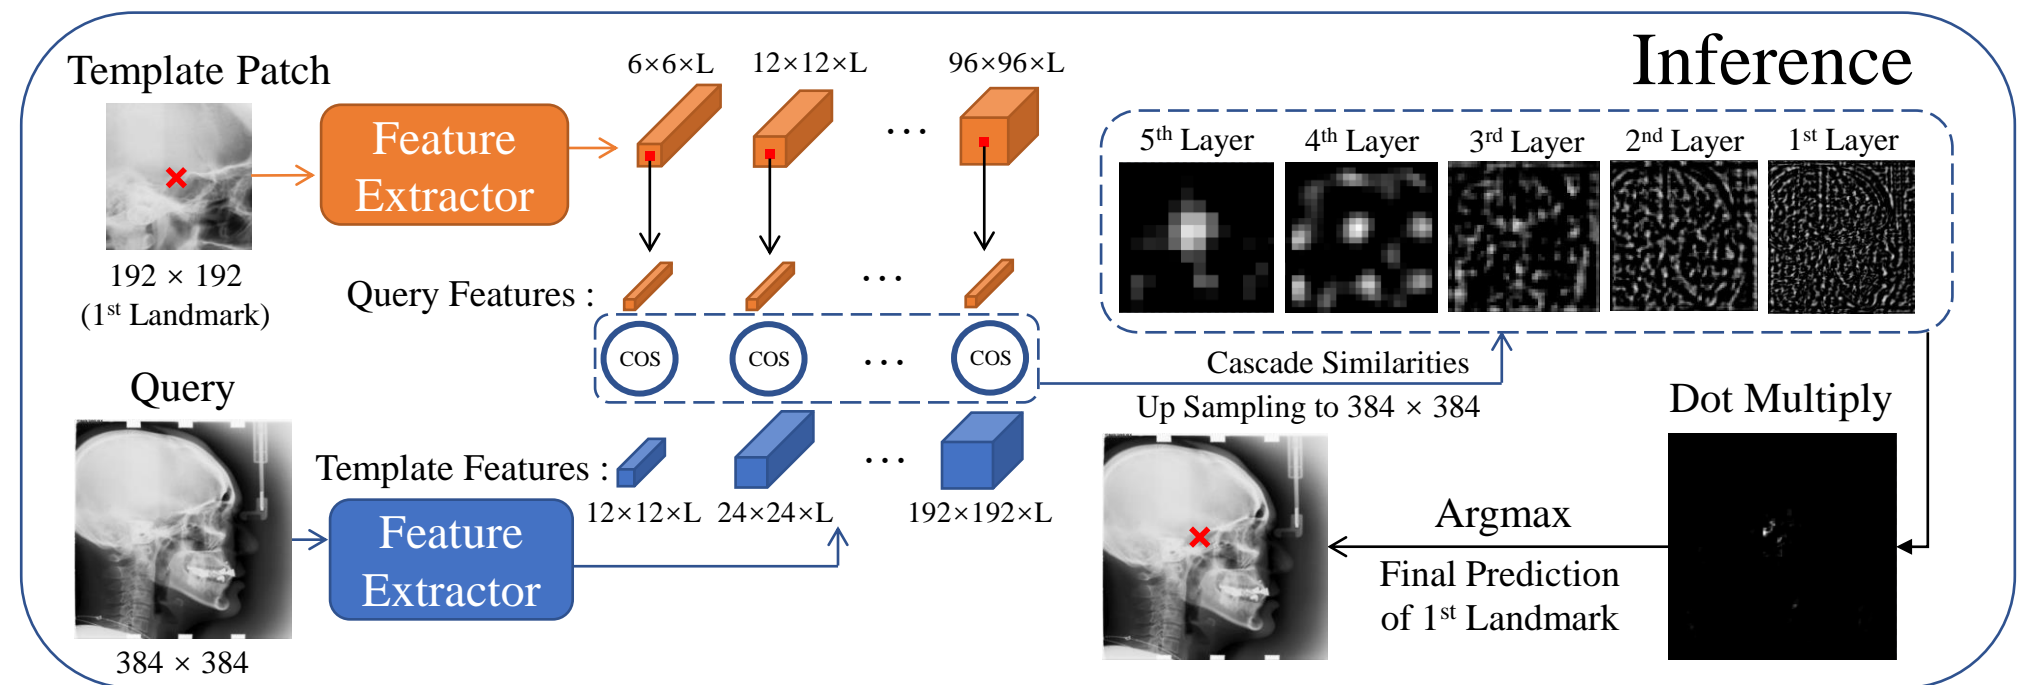 Inference
Template Patch
192 × 192
(1st Landmark)
Feature
Extractor
6×6×L
12×12×L
...
96×96×L
Query Features :
...
COS
COS
...
COS
Query
384 × 384
Feature
Extractor
Template Features :
...
12×12×L
24×24×L
192×192×L
5th Layer
4th Layer
3rd Layer
2nd Layer
1st Layer
Cascade Similarities
Up Sampling to 384 × 384
Dot Multiply
Argmax
Final Prediction
of 1st Landmark